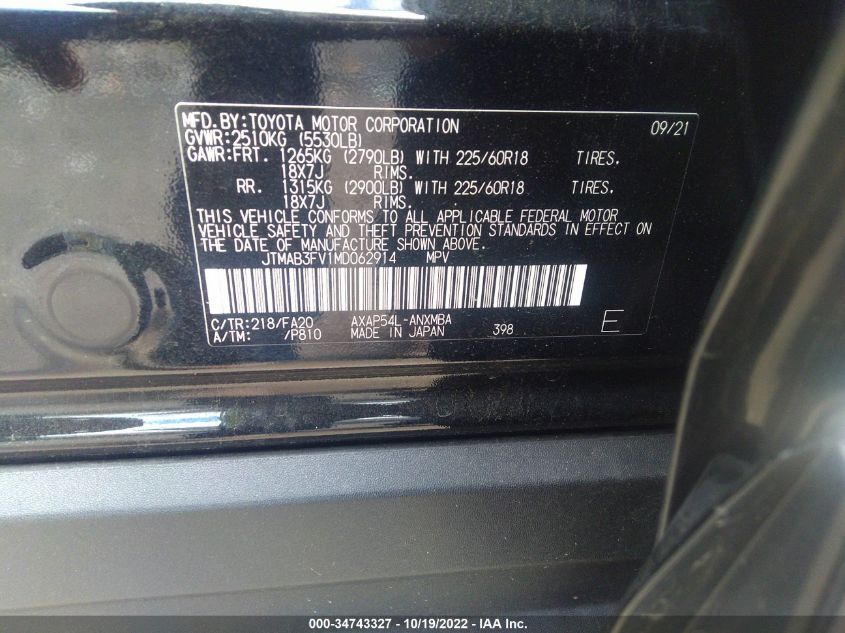 MFD.BY:TOYOTA MOTOR CORPORATION 09/21
GVWR:2510KG (5530LB)
GAWR:FRT. 1265KG (2790LB) WITH 225/60R18 TIRES.
18X7J RIMS.
RR. 1315KG (2900LB) WITH 225/60R18 TIRES.
18X7J RIMS.
THIS VEHICLE CONFORMS TO ALL APPLICABLE FEDERAL MOTOR
VEHICLE SAFETY AND THEFT PREVENTION STANDARDS IN EFFECT ON
THE DATE OF MANUFACTURE SHOWN ABOVE.
JTMAB3FV1MD062914 MPV
C/TR:218/FA20 AXAP54L-ANXMBA 398 E
A/TM: /P810 MADE IN JAPAN
000-34743327 - 10/19/2022 - IAA Inc.